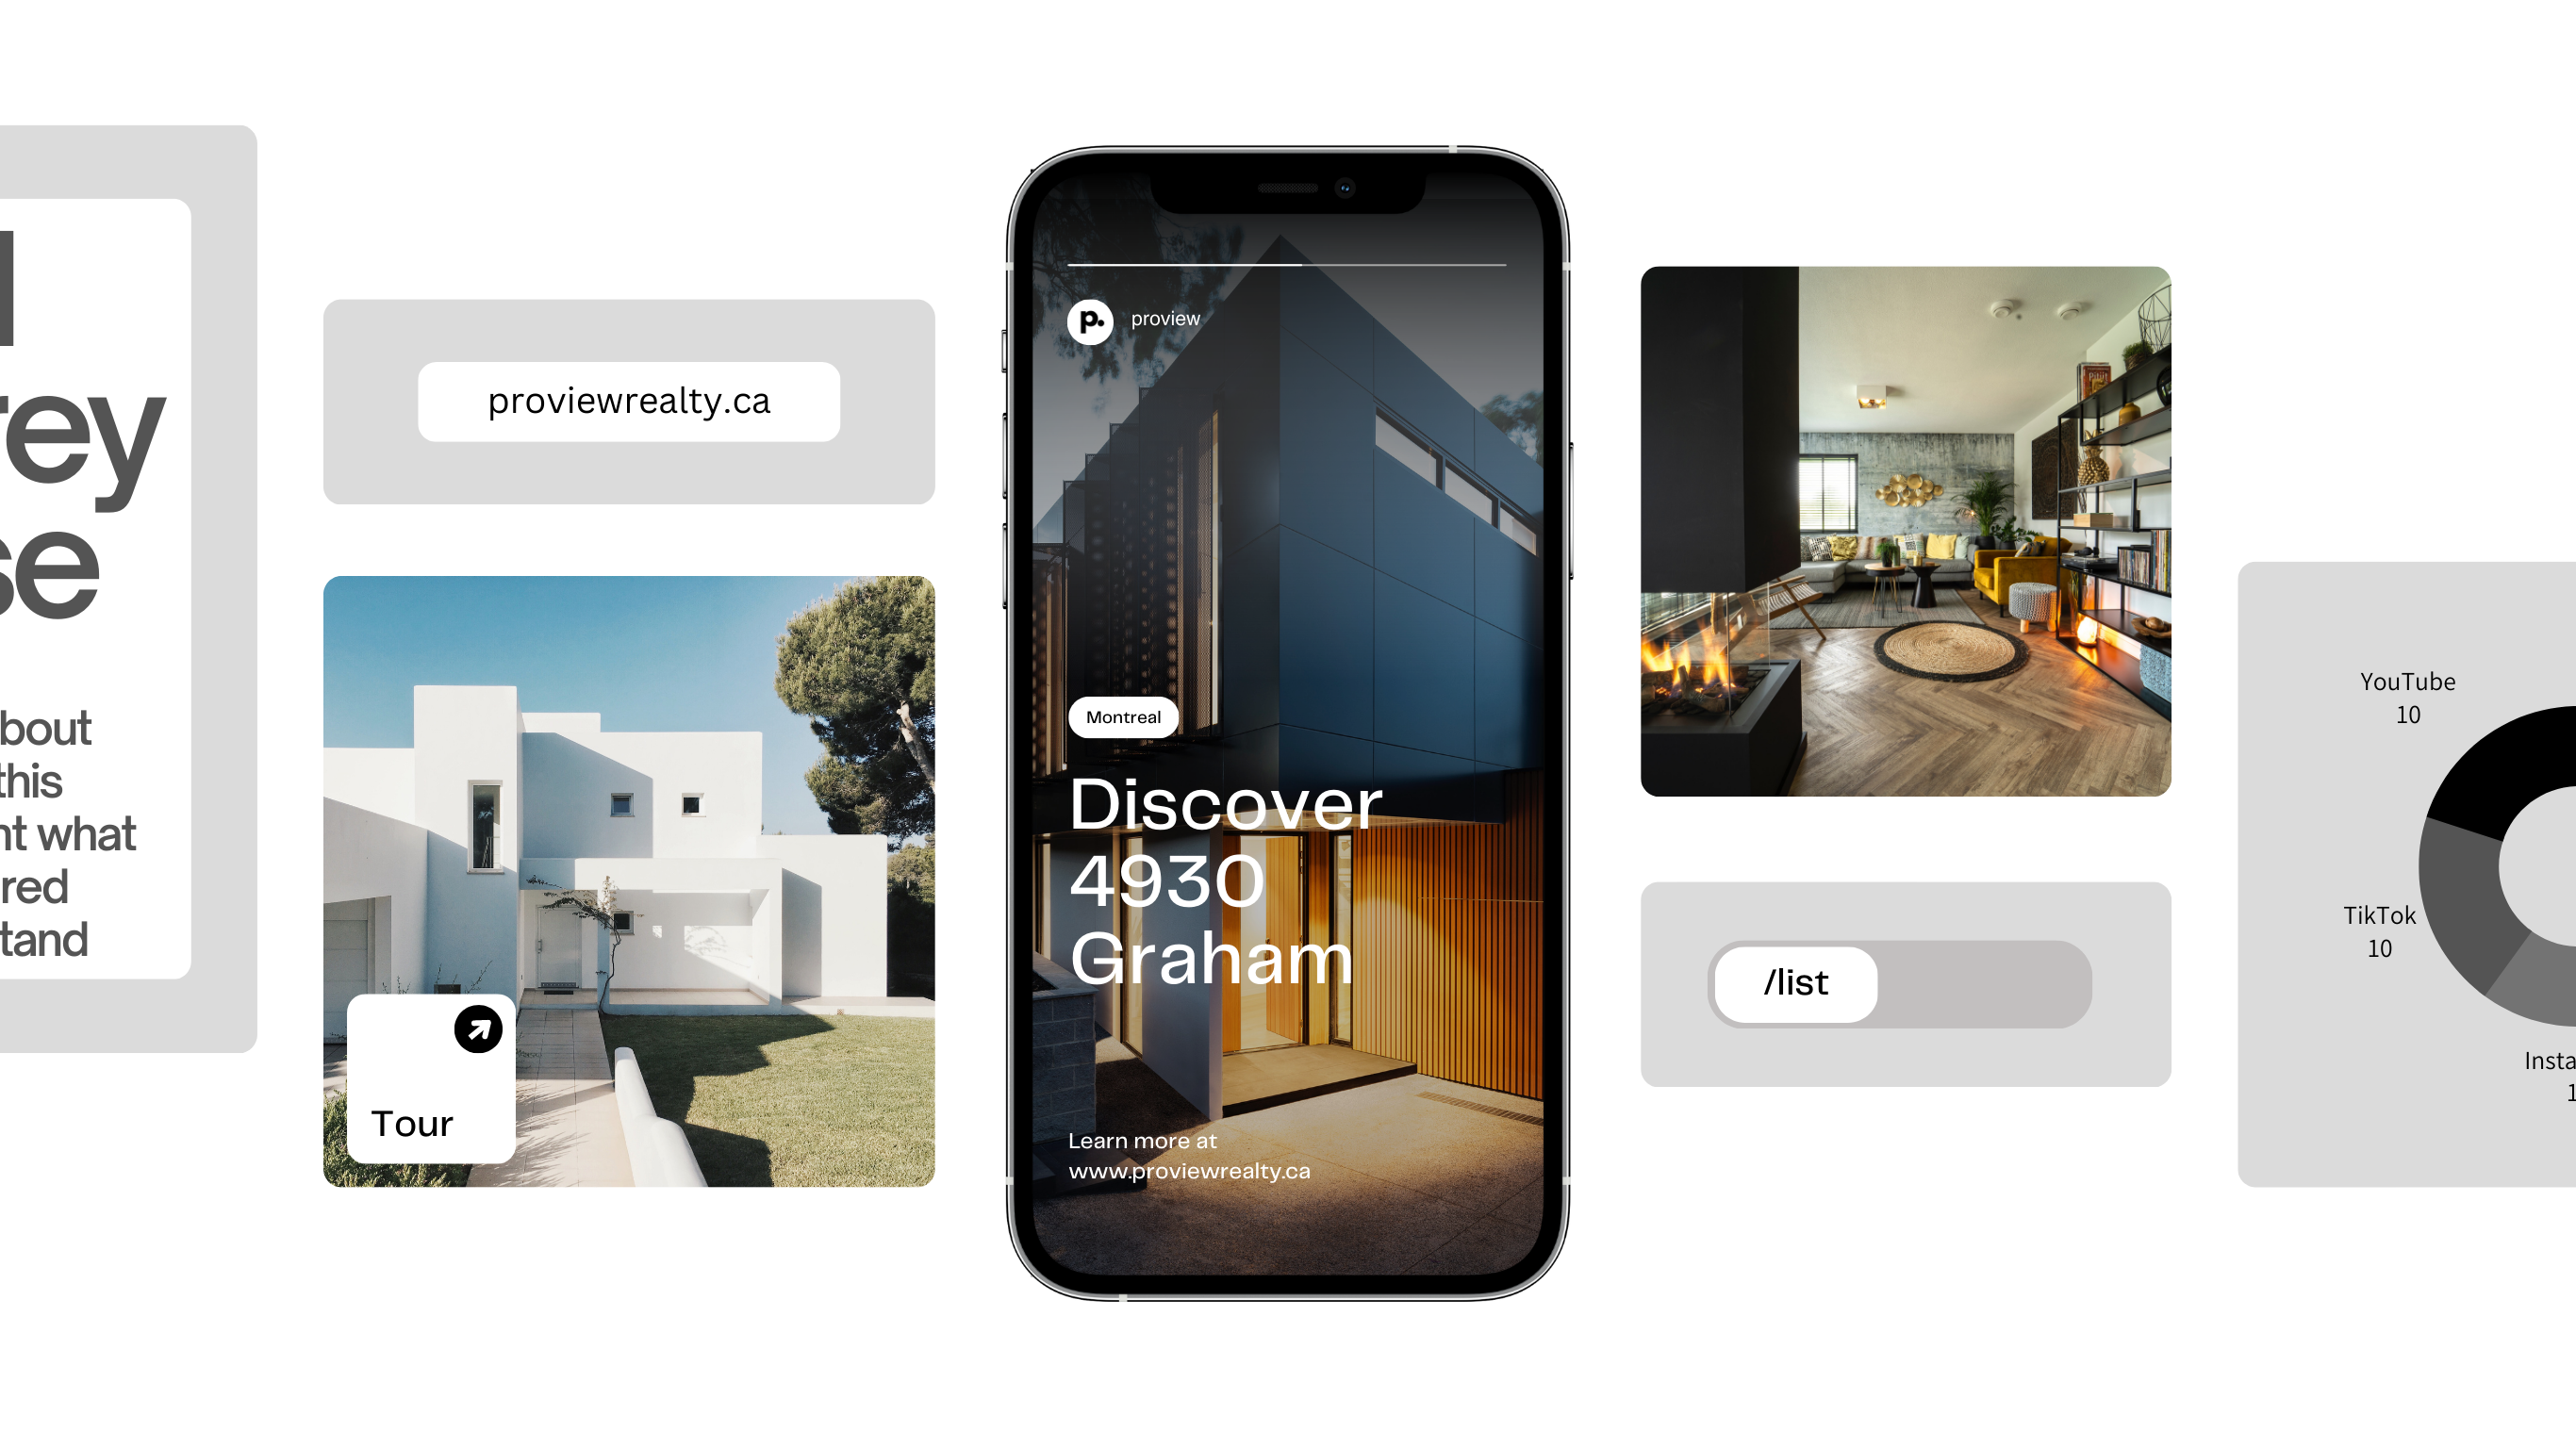 rey
se
bout
this
nt what
red
tand
proviewrealty.ca
Tour
p.
proview
Montreal
Discover
4930
Graham
Learn more at
www.proviewrealty.ca
/list
YouTube
10
TikTok
10
Insta
1